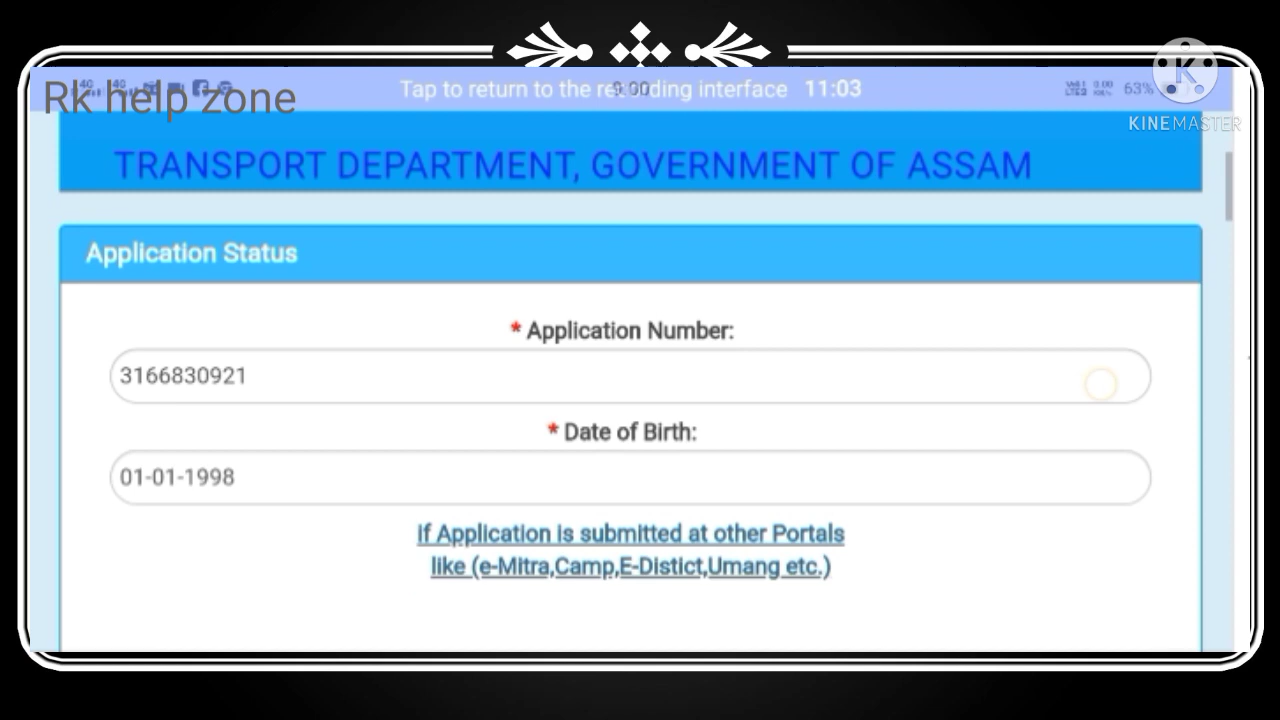 Rk help zone
Tap to return to the recording interface 11:03
9:00
63%
KINEMASTER
TRANSPORT DEPARTMENT, GOVERNMENT OF ASSAM
Application Status
* Application Number:
3166830921
* Date of Birth:
01-01-1998
If Application is submitted at other Portals
like (e-Mitra,Camp,E-Distict,Umang etc.)